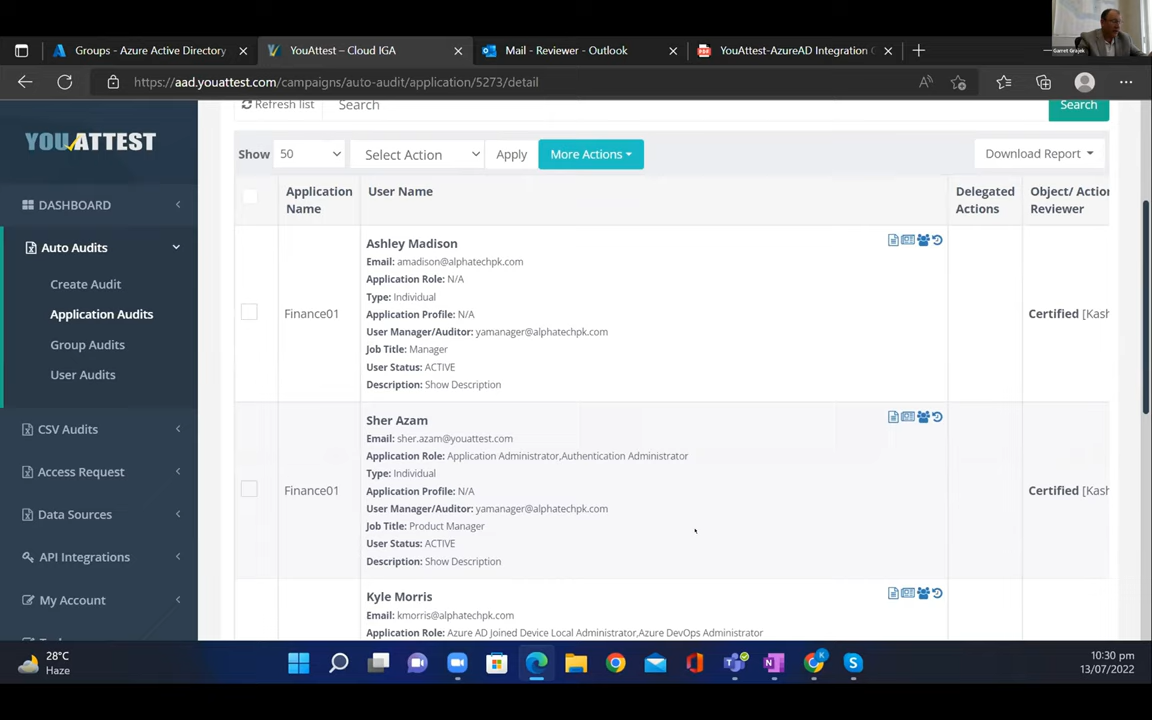 Garret Grajek
Groups - Azure Active Directory
YouAttest – Cloud IGA
Mail - Reviewer - Outlook
YouAttest-AzureAD Integration
https://aad.youattest.com/campaigns/auto-audit/application/5273/detail
YOUATTEST
DASHBOARD
Auto Audits
Create Audit
Application Audits
Group Audits
User Audits
CSV Audits
Access Request
Data Sources
API Integrations
My Account
Refresh list
Search
Search
Show 50 Select Action Apply More Actions Download Report
Application Name
User Name
Delegated Actions
Object/ Action Reviewer
Finance01
Ashley Madison
Email: amadison@alphatechpk.com
Application Role: N/A
Type: Individual
Application Profile: N/A
User Manager/Auditor: yamanager@alphatechpk.com
Job Title: Manager
User Status: ACTIVE
Description: Show Description
Certified [Kash
Finance01
Sher Azam
Email: sher.azam@youattest.com
Application Role: Application Administrator,Authentication Administrator
Type: Individual
Application Profile: N/A
User Manager/Auditor: yamanager@alphatechpk.com
Job Title: Product Manager
User Status: ACTIVE
Description: Show Description
Certified [Kash
Kyle Morris
Email: kmorris@alphatechpk.com
Application Role: Azure AD Joined Device Local Administrator,Azure DevOps Administrator
28°C
Haze
10:30 pm
13/07/2022